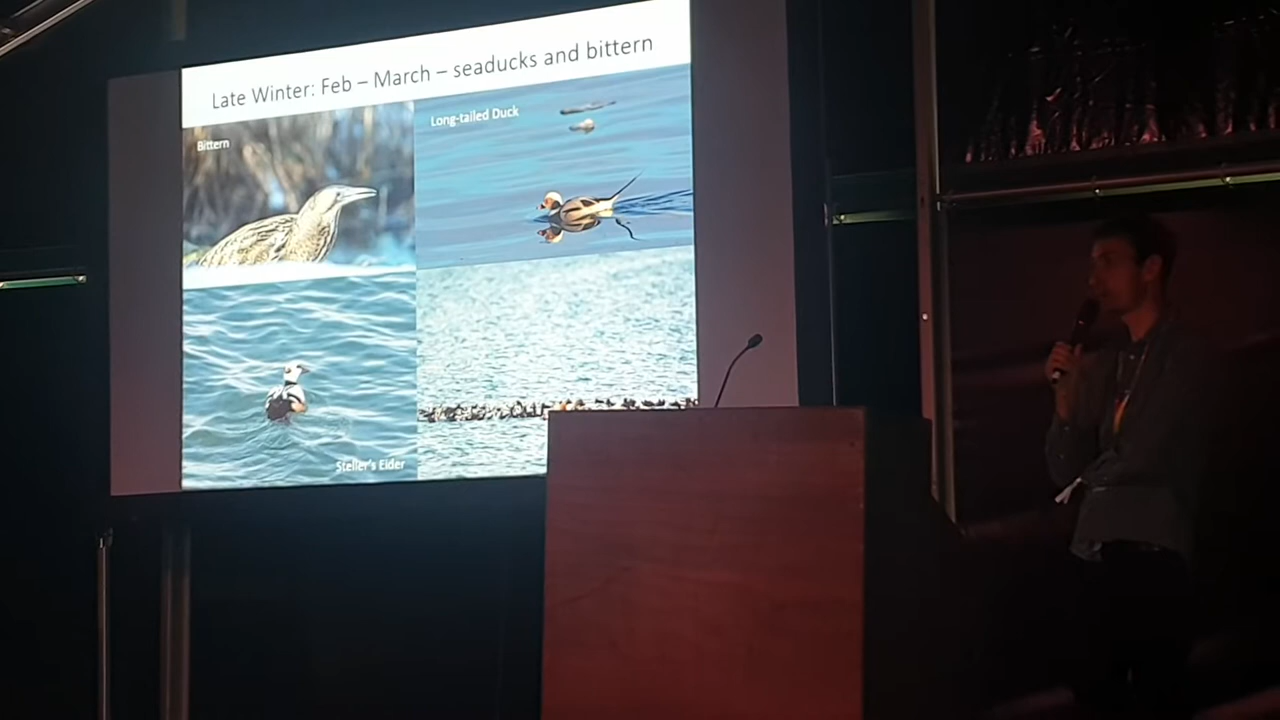 Late Winter: Feb – March – seaducks and bittern
Bittern
Long-tailed Duck
Steller's Eider